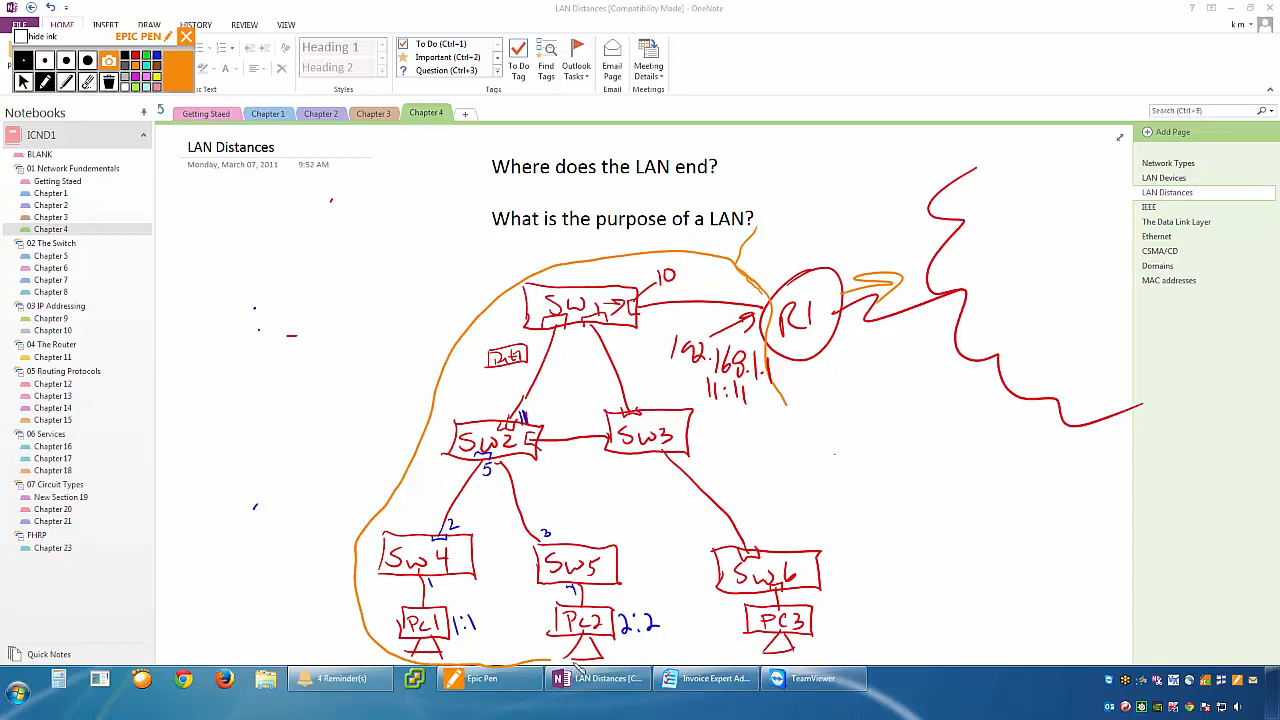 LAN Distances [Compatibility Mode] - OneNote
k m
FILE
HOME
INSERT
DRAW
HISTORY
REVIEW
VIEW
hide ink
EPIC PEN
Heading 1
Heading 2
Styles
To Do (Ctrl+1)
Important (Ctrl+2)
Question (Ctrl+3)
To Do
Tag
Find
Tags
Outlook
Tasks
Tags
Email
Page
Email
Meeting
Details
Meetings
Basic Text
Notebooks
ICND1
Getting Staed
Chapter 1
Chapter 2
Chapter 3
Chapter 4
Search (Ctrl+E)
BLANK
01 Network Fundamentals
Getting Staed
Chapter 1
Chapter 2
Chapter 3
Chapter 4
02 The Switch
Chapter 5
Chapter 6
Chapter 7
Chapter 8
03 IP Addressing
Chapter 9
Chapter 10
04 The Router
Chapter 11
05 Routing Protocols
Chapter 12
Chapter 13
Chapter 14
Chapter 15
06 Services
Chapter 16
Chapter 17
Chapter 18
07 Circuit Types
New Section 19
Chapter 20
Chapter 21
FHRP
Chapter 23
Quick Notes
LAN Distances
Monday, March 07, 2011
9:52 AM
Where does the LAN end?
What is the purpose of a LAN?
SW1
10
R1
192.168.1.1
11:11
SW2
11
5
SW3
2
3
SW4
SW5
SW6
1
4
PC1
1:1
PC2
2:2
PC3
Add Page
Network Types
LAN Devices
LAN Distances
IEEE
The Data Link Layer
Ethernet
CSMA/CD
Domains
MAC addresses
4 Reminder(s)
Epic Pen
LAN Distances [C...
Invoice Expert Ad...
TeamViewer